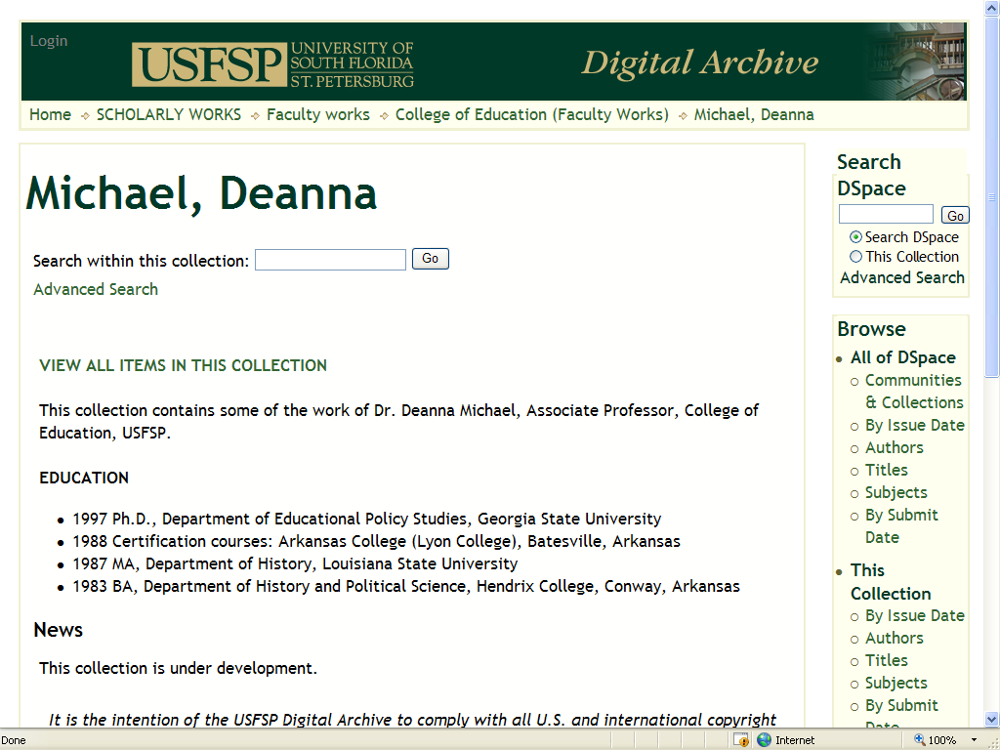 Login
USFSP UNIVERSITY OF
SOUTH FLORIDA
ST. PETERSBURG
Digital Archive
Home SCHOLARLY WORKS Faculty works College of Education (Faculty Works) Michael, Deanna
Michael, Deanna
Search within this collection: Go
Advanced Search
VIEW ALL ITEMS IN THIS COLLECTION
This collection contains some of the work of Dr. Deanna Michael, Associate Professor, College of
Education, USFSP.
EDUCATION
• 1997 Ph.D., Department of Educational Policy Studies, Georgia State University
• 1988 Certification courses: Arkansas College (Lyon College), Batesville, Arkansas
• 1987 MA, Department of History, Louisiana State University
• 1983 BA, Department of History and Political Science, Hendrix College, Conway, Arkansas
News
This collection is under development.
It is the intention of the USFSP Digital Archive to comply with all U.S. and international copyright
Search
DSpace
Go
Search DSpace
This Collection
Advanced Search
Browse
• All of DSpace
○ Communities
& Collections
○ By Issue Date
○ Authors
○ Titles
○ Subjects
○ By Submit
Date
• This
Collection
○ By Issue Date
○ Authors
○ Titles
○ Subjects
○ By Submit
Date
Done
Internet
100%